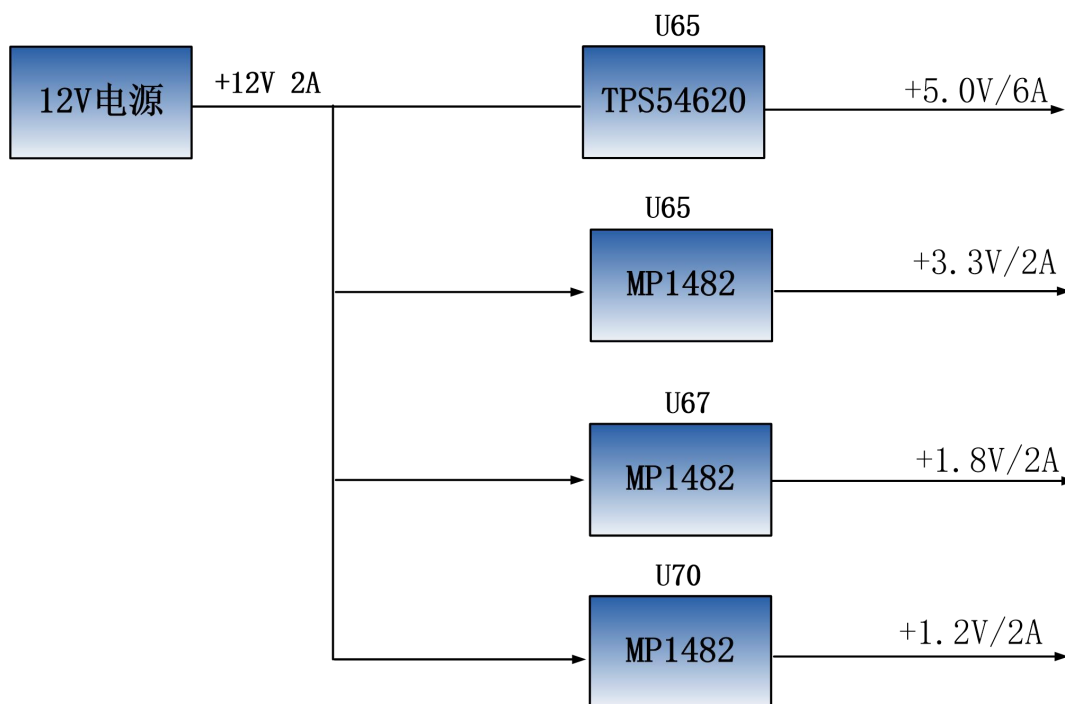 U65
12V电源
+12V 2A
TPS54620
+5.0V/6A
U65
MP1482
+3.3V/2A
U67
MP1482
+1.8V/2A
U70
MP1482
+1.2V/2A